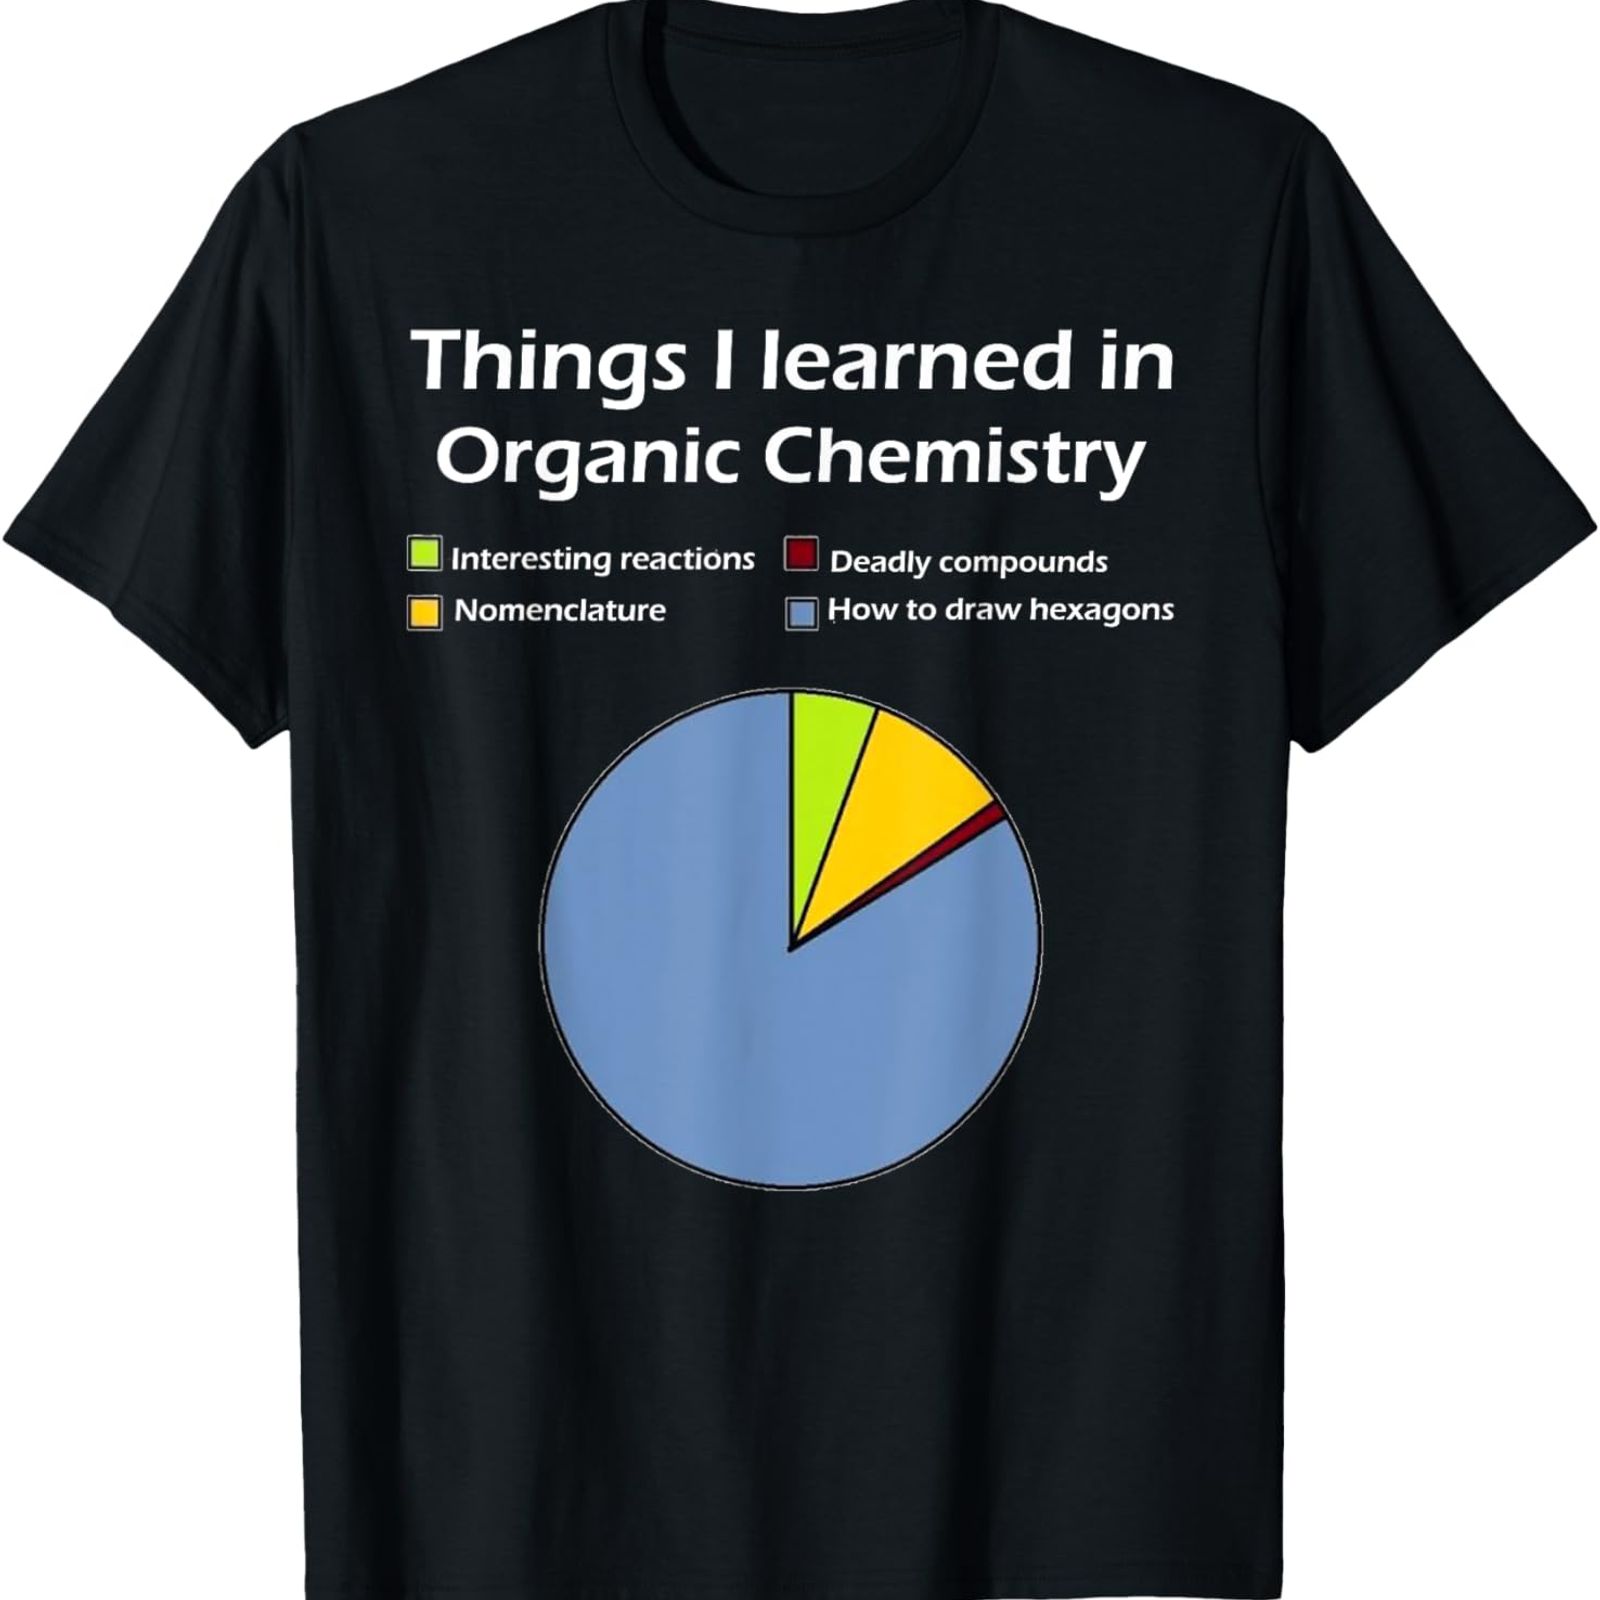 Things I learned in
Organic Chemistry
Interesting reactions
Deadly compounds
Nomenclature
How to draw hexagons